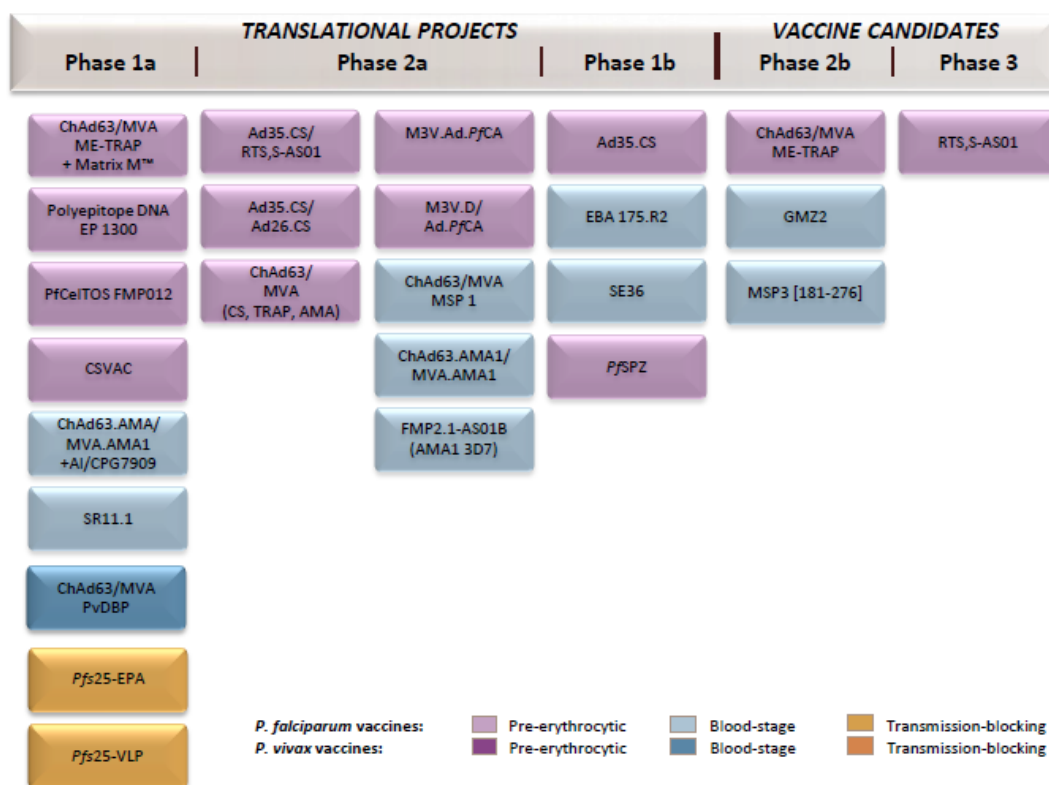 TRANSLATIONAL PROJECTS
VACCINE CANDIDATES
Phase 1a
Phase 2a
Phase 1b
Phase 2b
Phase 3
ChAd63/MVA
ME-TRAP
+ Matrix M™
Polyepitope DNA
EP 1300
PfCelTOS FMP012
CSVAC
ChAd63.AMA/
MVA.AMA1
+Al/CPG7909
SR11.1
ChAd63/MVA
PvDBP
Pfs25-EPA
Pfs25-VLP
Ad35.CS/
RTS,S-AS01
Ad35.CS/
Ad26.CS
ChAd63/
MVA
(CS, TRAP, AMA)
M3V.Ad.PfCA
M3V.D/
Ad.PfCA
ChAd63/MVA
MSP 1
ChAd63.AMA1/
MVA.AMA1
FMP2.1-AS01B
(AMA1 3D7)
Ad35.CS
EBA 175.R2
SE36
PfSPZ
ChAd63/MVA
ME-TRAP
GMZ2
MSP3 [181-276]
RTS,S-AS01
P. falciparum vaccines: Pre-erythrocytic Blood-stage Transmission-blocking
P. vivax vaccines: Pre-erythrocytic Blood-stage Transmission-blocking